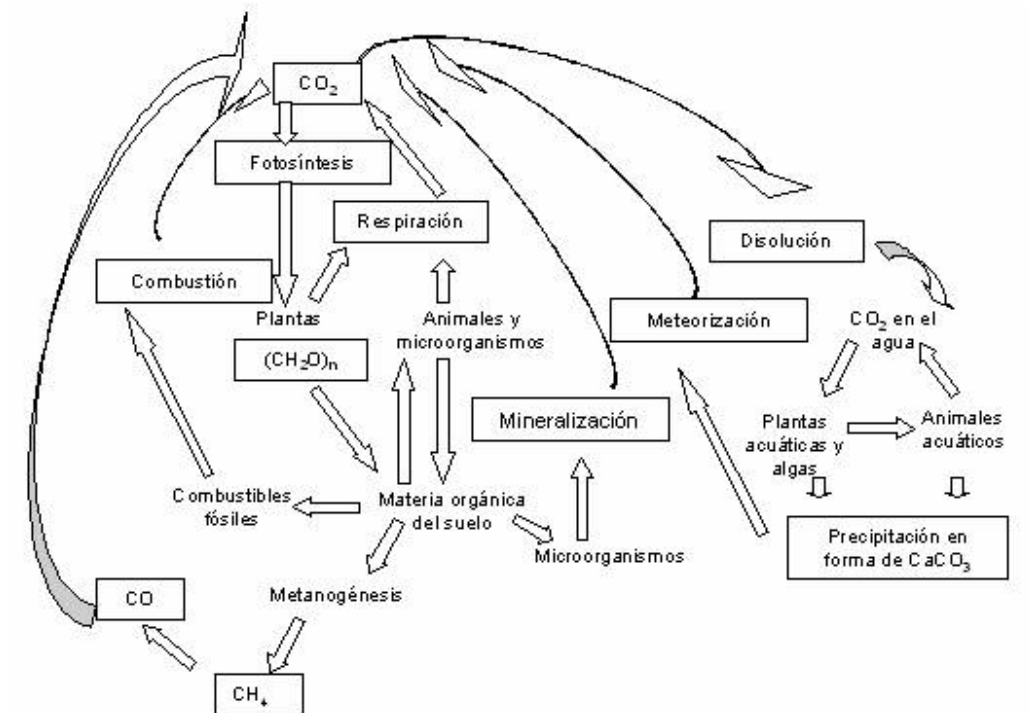 CO₂
Fotosíntesis
Respiración
Disolución
Combustión
Plantas
(CH₂O)ₙ
Animales y
microorganismos
Meteorización
CO₂ en el
agua
Mineralización
Plantas
acuáticas y
algas
Animales
acuáticos
Combustibles
fósiles
Materia orgánica
del suelo
Microorganismos
Precipitación en
forma de CaCO₃
Metanogénesis
CO
CH₄